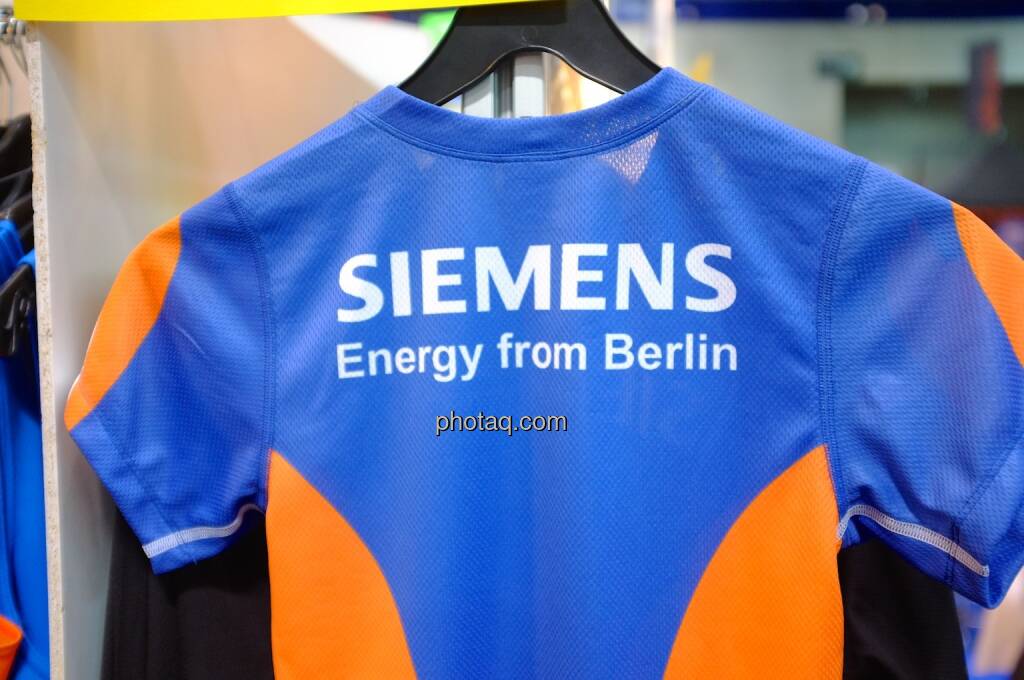 SIEMENS
Energy from Berlin
photaq.com